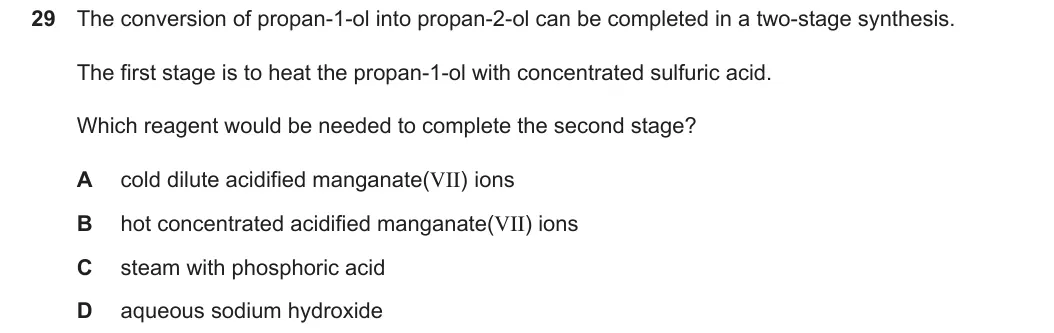 29 The conversion of propan-1-ol into propan-2-ol can be completed in a two-stage synthesis.
The first stage is to heat the propan-1-ol with concentrated sulfuric acid.
Which reagent would be needed to complete the second stage?
A cold dilute acidified manganate(VII) ions
B hot concentrated acidified manganate(VII) ions
C steam with phosphoric acid
D aqueous sodium hydroxide